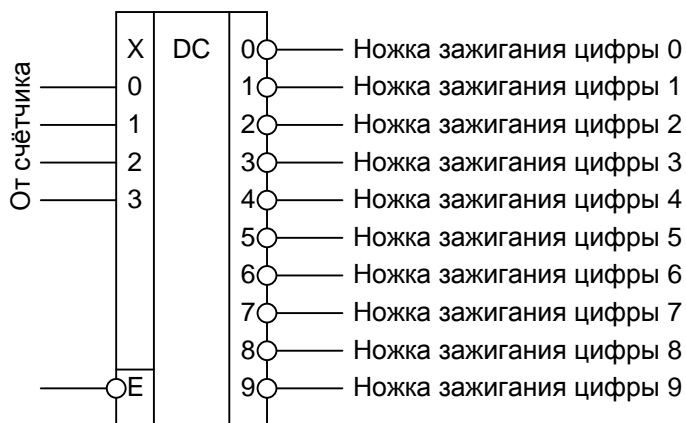 От счётчика
X DC 0 Ножка зажигания цифры 0
0 1 Ножка зажигания цифры 1
1 2 Ножка зажигания цифры 2
2 3 Ножка зажигания цифры 3
3 4 Ножка зажигания цифры 4
5 Ножка зажигания цифры 5
6 Ножка зажигания цифры 6
7 Ножка зажигания цифры 7
8 Ножка зажигания цифры 8
E 9 Ножка зажигания цифры 9